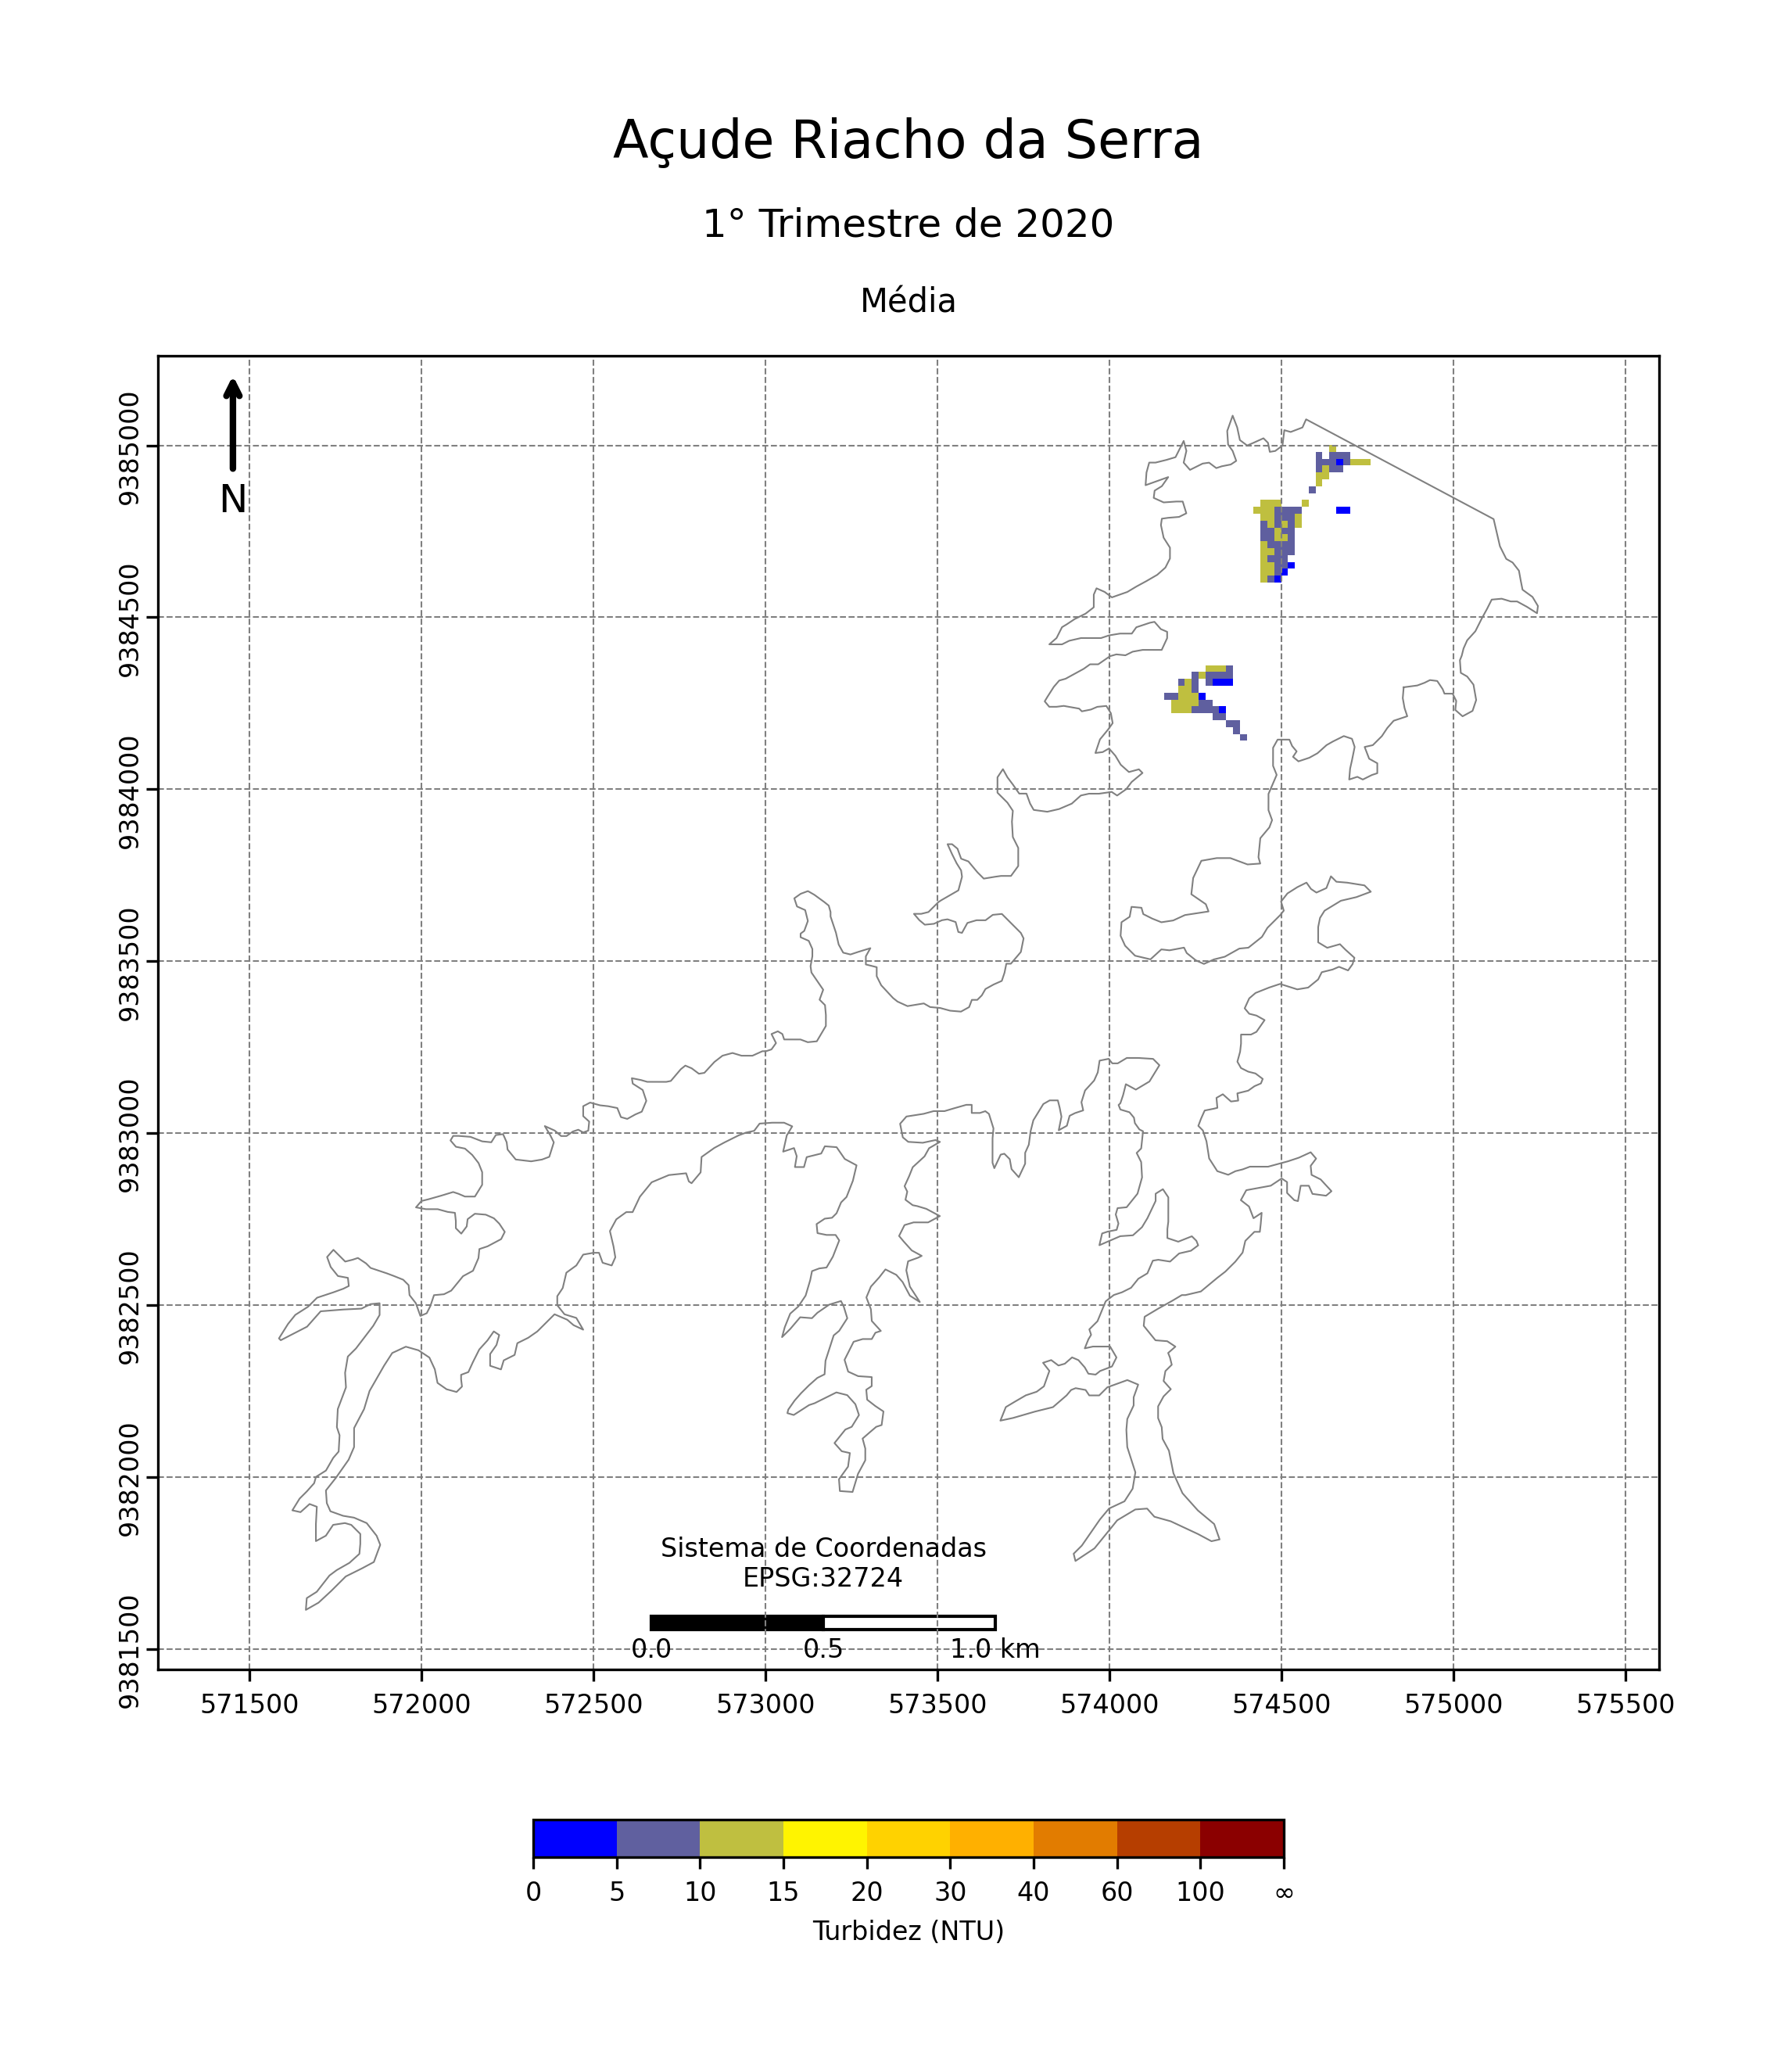 Açude Riacho da Serra
1° Trimestre de 2020
Média
N
9385000
9384500
9384000
9383500
9383000
9382500
9382000
9381500
Sistema de Coordenadas
EPSG:32724
0.0 0.5 1.0 km
571500 572000 572500 573000 573500 574000 574500 575000 575500
0 5 10 15 20 30 40 60 100 ∞
Turbidez (NTU)